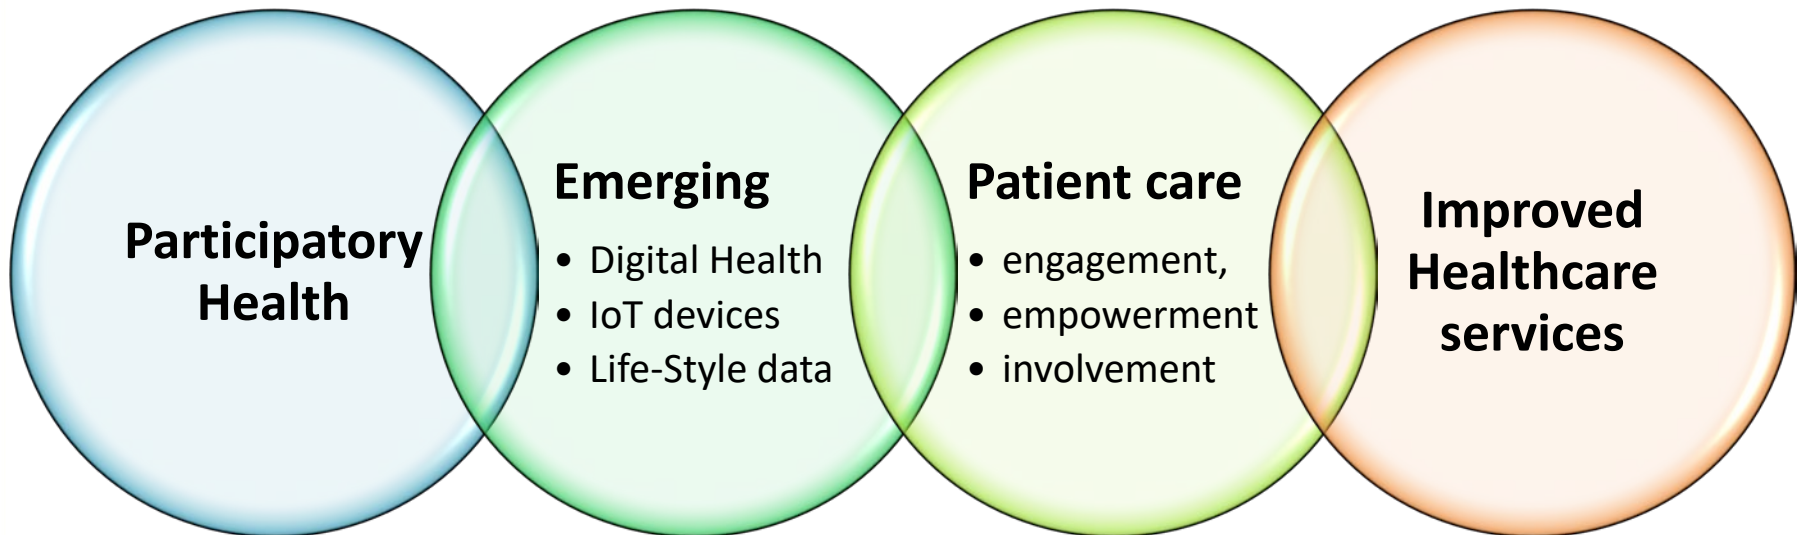 Participatory
Health
Emerging
• Digital Health
• IoT devices
• Life-Style data
Patient care
• engagement,
• empowerment
• involvement
Improved
Healthcare
services